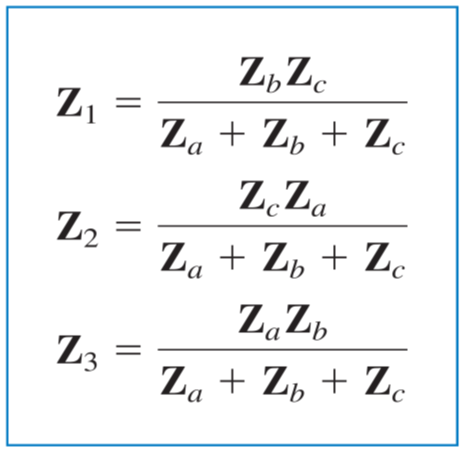 Z₁ = Z_b Z_c / (Z_a + Z_b + Z_c)
Z₂ = Z_c Z_a / (Z_a + Z_b + Z_c)
Z₃ = Z_a Z_b / (Z_a + Z_b + Z_c)